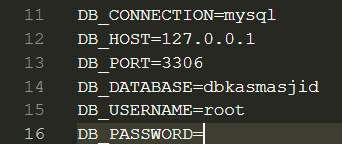 11 DB_CONNECTION=mysql
12 DB_HOST=127.0.0.1
13 DB_PORT=3306
14 DB_DATABASE=dbkasmasjid
15 DB_USERNAME=root
16 DB_PASSWORD=